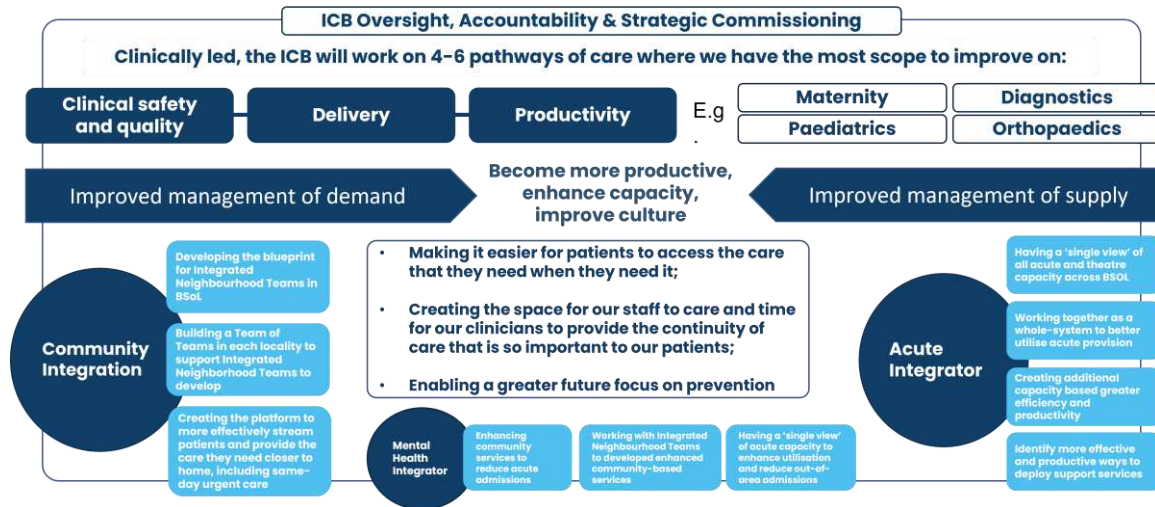 ICB Oversight, Accountability & Strategic Commissioning
Clinically led, the ICB will work on 4-6 pathways of care where we have the most scope to improve on:
Clinical safety
and quality
Delivery
Productivity
E.g
.
Maternity
Diagnostics
Paediatrics
Orthopaedics
Improved management of demand
Become more productive,
enhance capacity,
improve culture
Improved management of supply
Community
Integration
Developing the blueprint
for Integrated
Neighbourhood Teams in
BSoL
Building a Team of
Teams in each locality to
support Integrated
Neighborhood Teams to
develop
Creating the platform to
more effectively stream
patients and provide the
care they need closer to
home, including same-
day urgent care
• Making it easier for patients to access the care
that they need when they need it;
• Creating the space for our staff to care and time
for our clinicians to provide the continuity of
care that is so important to our patients;
• Enabling a greater future focus on prevention
Mental
Health
Integrator
Enhancing
community
services to
reduce acute
admissions
Working with Integrated
Neighbourhood Teams
to developed enhanced
community-based
services
Having a 'single view'
of acute capacity to
enhance utilisation
and reduce out-of-
area admissions
Acute
Integrator
Having a 'single view' of
all acute and theatre
capacity across BSOL
Working together as a
whole-system to better
utilise acute provision
Creating additional
capacity based greater
efficiency and
productivity
Identify more effective
and productive ways to
deploy support services